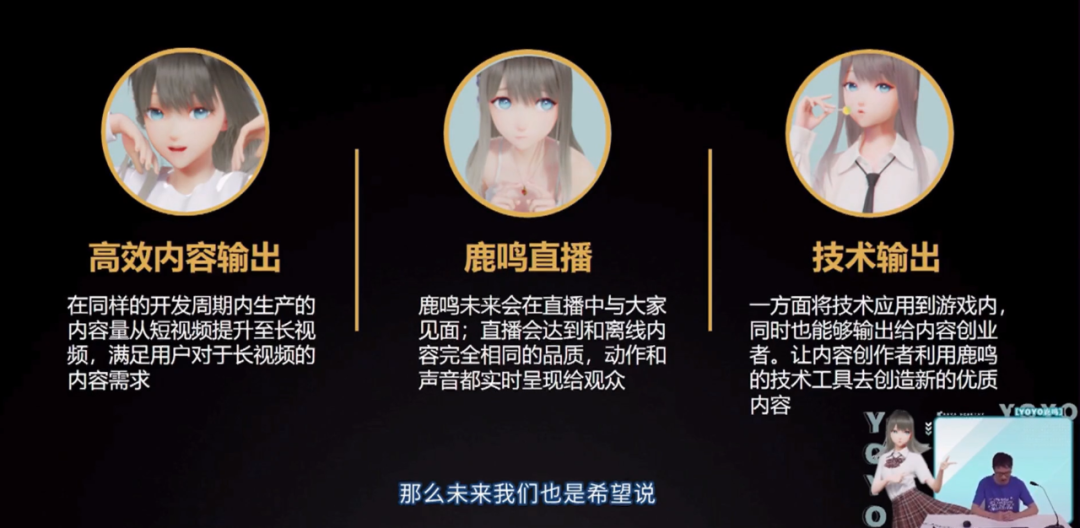 高效内容输出
在同样的开发周期内生产的
内容量从短视频提升至长视
频，满足用户对于长视频的
内容需求
鹿鸣直播
鹿鸣未来会在直播中与大家
见面；直播会达到和离线内
容完全相同的品质，动作和
声音都实时呈现给观众
技术输出
一方面将技术应用到游戏内，
同时也能够输出给内容创业
者。让内容创作者利用鹿鸣
的技术工具去创造新的优质
内容
YOYO
【YOYO鹿鸣】
YOYO
那么未来我们也是希望说